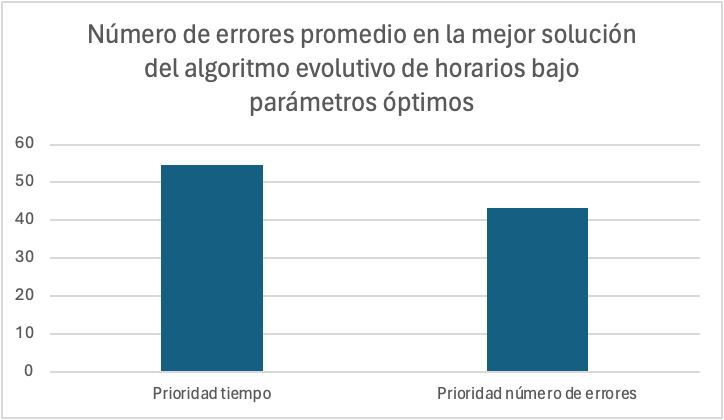 Número de errores promedio en la mejor solución
del algoritmo evolutivo de horarios bajo
parámetros óptimos
60
50
40
30
20
10
0
Prioridad tiempo
Prioridad número de errores